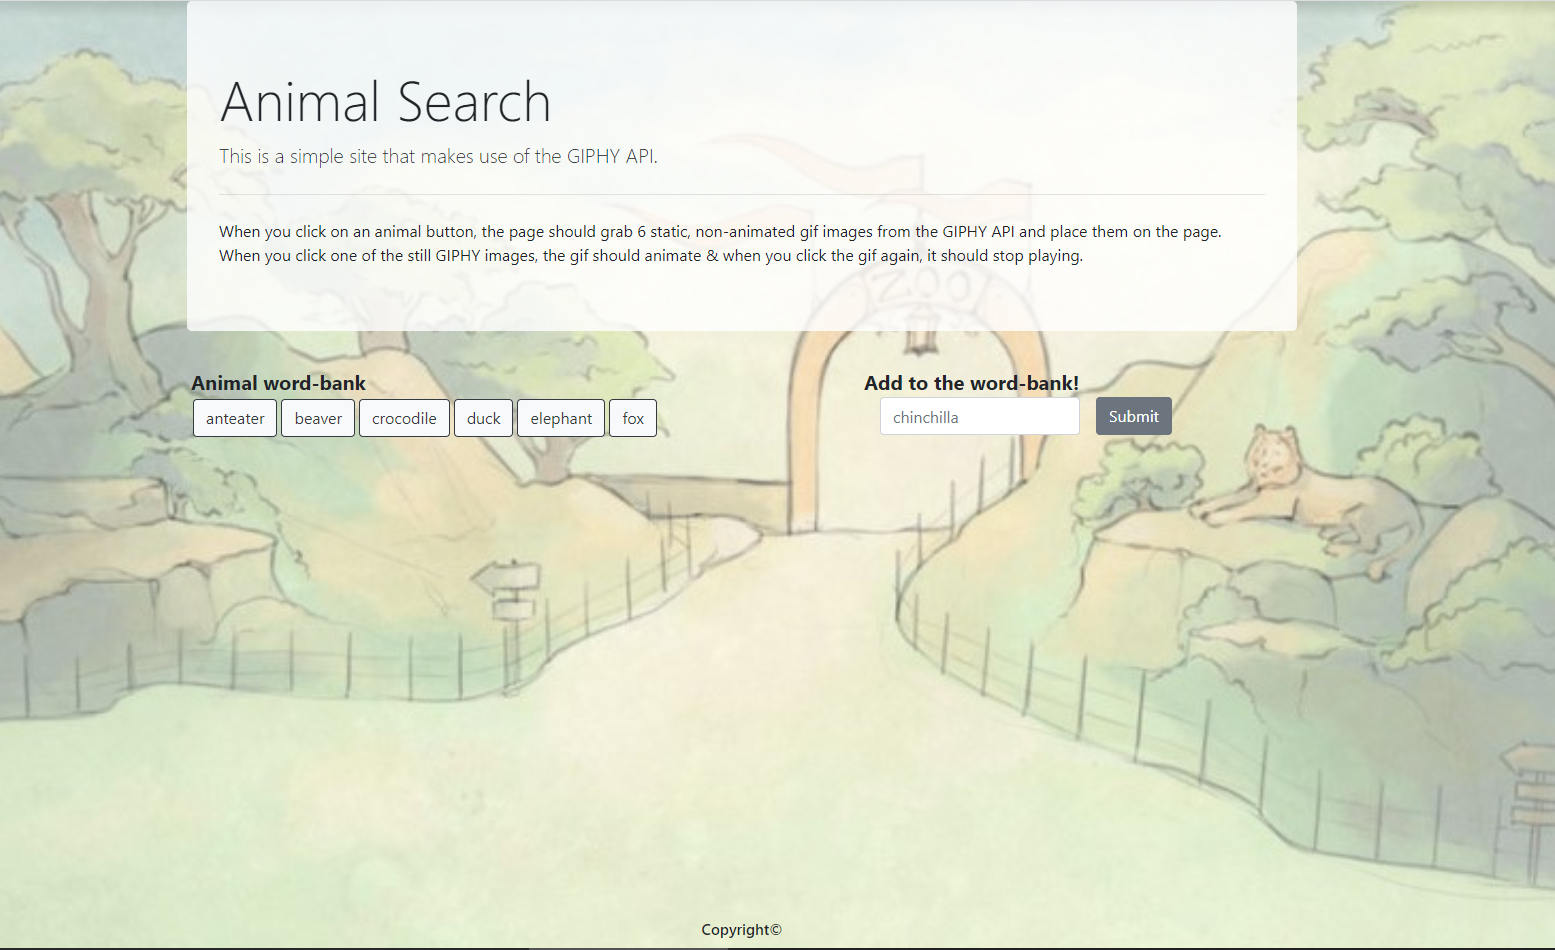 Animal Search
This is a simple site that makes use of the GIPHY API.
When you click on an animal button, the page should grab 6 static, non-animated gif images from the GIPHY API and place them on the page.
When you click one of the still GIPHY images, the gif should animate & when you click the gif again, it should stop playing.
ZOO
Animal word-bank
Add to the word-bank!
anteater beaver crocodile duck elephant fox
chinchilla Submit
Copyright©